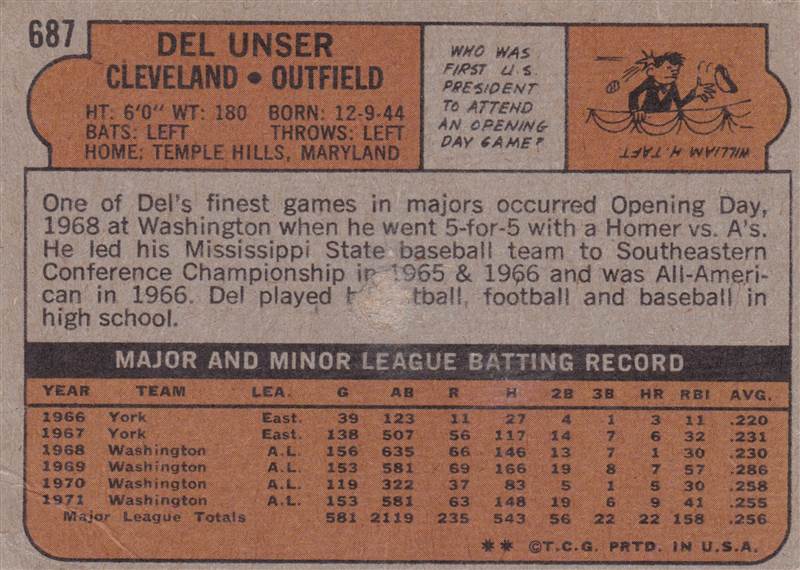 687
DEL UNSER
CLEVELAND • OUTFIELD
HT: 6'0" WT: 180 BORN: 12-9-44
BATS: LEFT THROWS: LEFT
HOME: TEMPLE HILLS, MARYLAND
WHO WAS
FIRST U.S.
PRESIDENT
TO ATTEND
AN OPENING
DAY GAME?
WILLIAM H. TAFT
One of Del's finest games in majors occurred Opening Day,
1968 at Washington when he went 5-for-5 with a Homer vs. A's.
He led his Mississippi State baseball team to Southeastern
Conference Championship in 1965 & 1966 and was All-Ameri-
can in 1966. Del played football and baseball in
high school.
MAJOR AND MINOR LEAGUE BATTING RECORD
YEAR TEAM LEA. G AB R H 2B 3B HR RBI AVG.
1966 York East. 39 123 11 27 4 1 3 11 .220
1967 York East. 138 507 56 117 14 7 6 32 .231
1968 Washington A.L. 156 635 66 146 13 7 1 30 .230
1969 Washington A.L. 153 581 69 166 19 8 7 57 .286
1970 Washington A.L. 119 322 37 83 5 1 5 30 .258
1971 Washington A.L. 153 581 63 148 19 6 9 41 .255
Major League Totals 581 2119 235 543 56 22 22 158 .256
** ©T.C.G. PRTD. IN U.S.A.